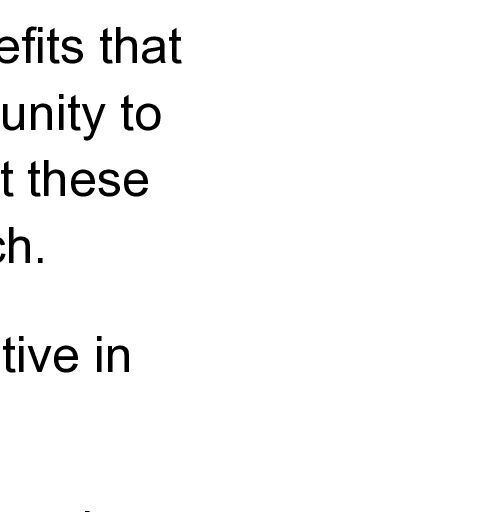 efits that
unity to
t these
ch.
tive in